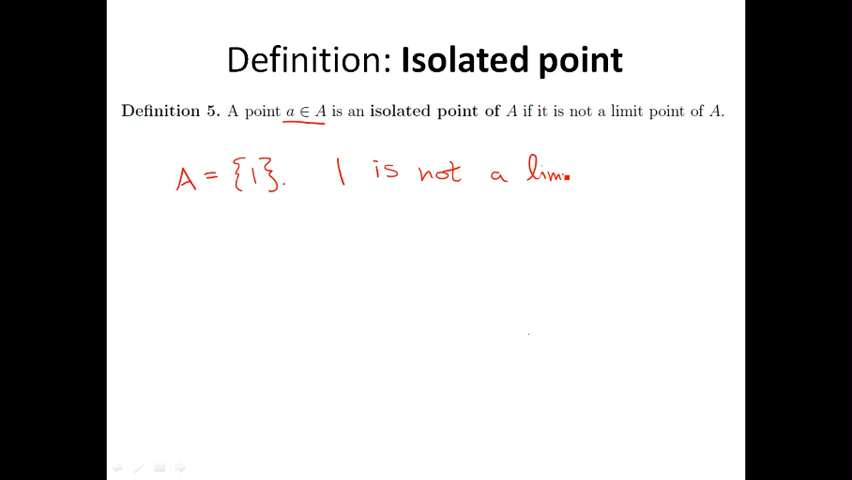 Definition: Isolated point
Definition 5. A point a ∈ A is an isolated point of A if it is not a limit point of A.
A = {1}. 1 is not a lim